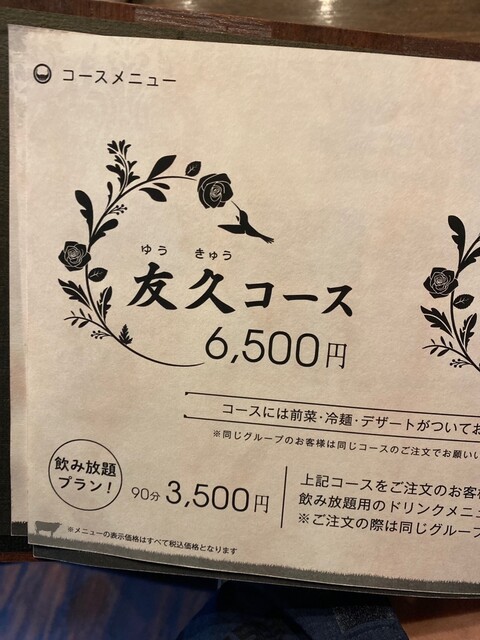 コースメニュー
ゆう きゅう
友久コース
6,500円
コースには前菜・冷麺・デザートがついてお
※同じグループのお客様は同じコースのご注文でお願いい
飲み放題
プラン!
90分 3,500円
上記コースをご注文のお客様
飲み放題用のドリンクメニュ
※ご注文の際は同じグループ
※メニューの表示価格はすべて税込価格となります